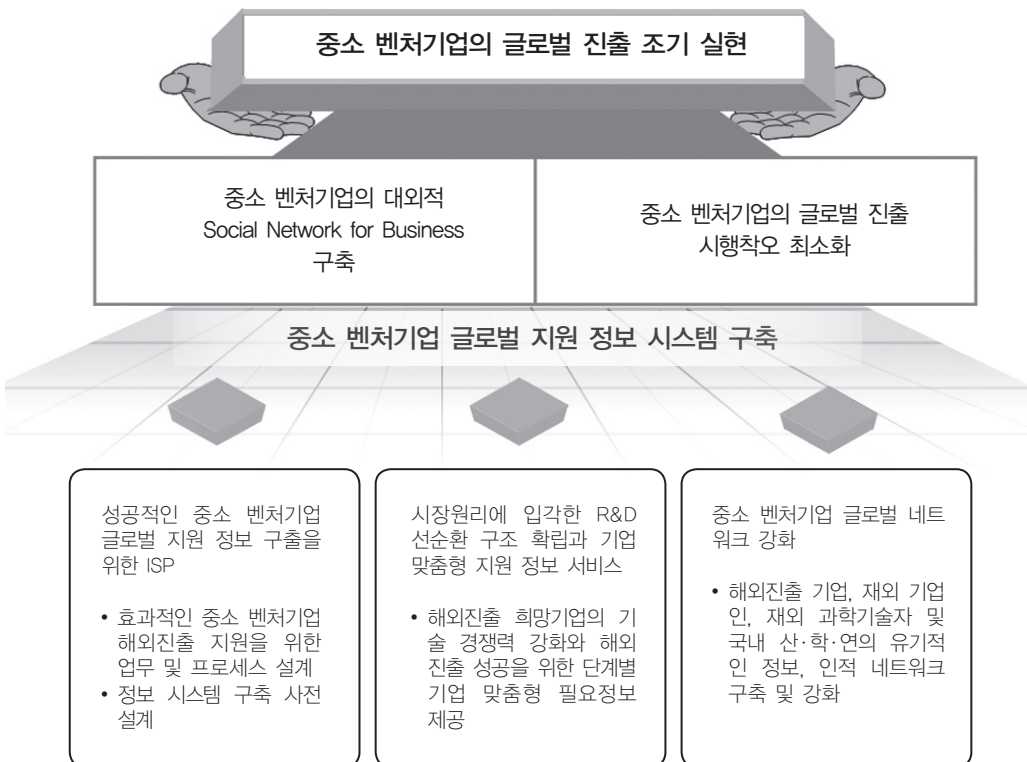 중소 벤처기업의 글로벌 진출 조기 실현
중소 벤처기업의 대외적
Social Network for Business
구축
중소 벤처기업의 글로벌 진출
시행착오 최소화
중소 벤처기업 글로벌 지원 정보 시스템 구축
성공적인 중소 벤처기업
글로벌 지원 정보 구출을
위한 ISP
• 효과적인 중소 벤처기업
해외진출 지원을 위한
업무 및 프로세스 설계
• 정보 시스템 구축 사전
설계
시장원리에 입각한 R&D
선순환 구조 확립과 기업
맞춤형 지원 정보 서비스
• 해외진출 희망기업의 기
술 경쟁력 강화와 해외
진출 성공을 위한 단계별
기업 맞춤형 필요정보
제공
중소 벤처기업 글로벌 네트
워크 강화
• 해외진출 기업, 재외 기업
인, 재외 과학기술자 및
국내 산·학·연의 유기적
인 정보, 인적 네트워크
구축 및 강화